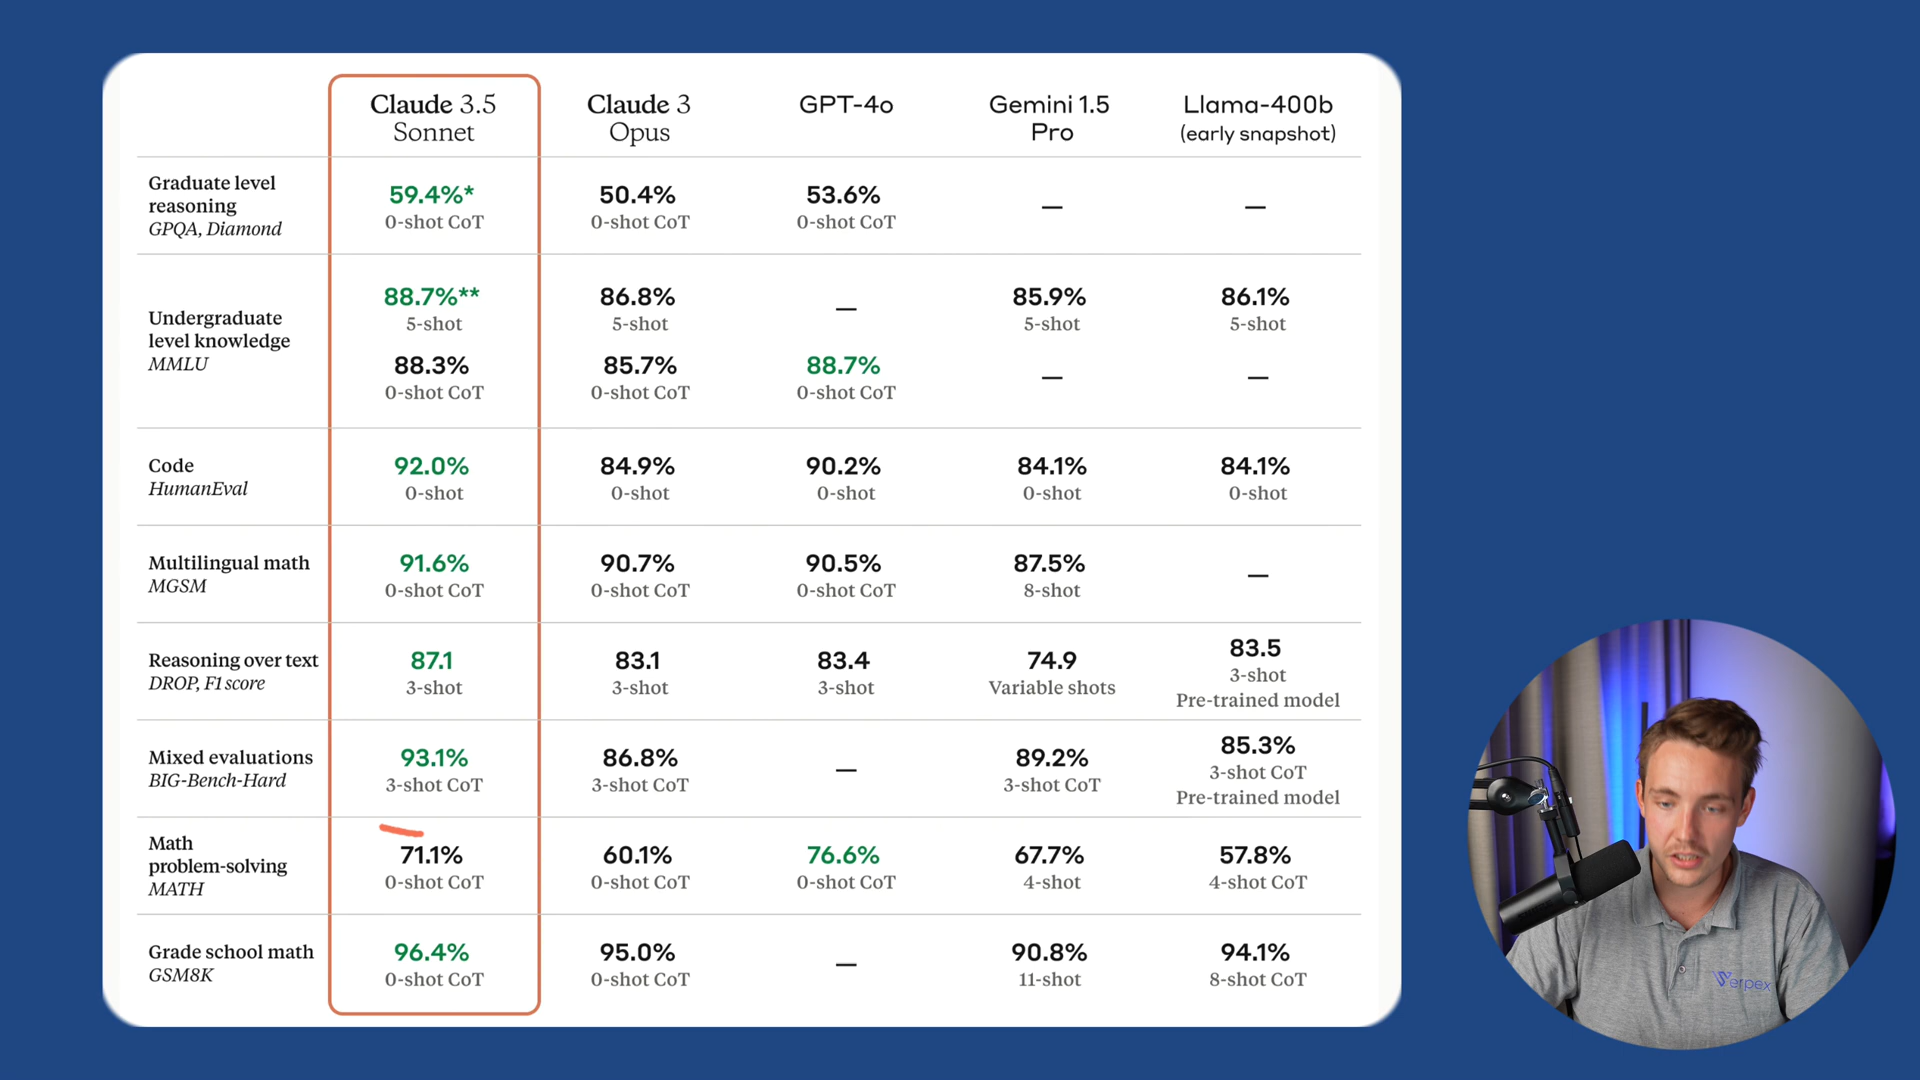 Claude 3.5 Sonnet
Claude 3 Opus
GPT-4o
Gemini 1.5 Pro
Llama-400b (early snapshot)
Graduate level
reasoning
GPQA, Diamond
59.4%*
0-shot CoT
50.4%
0-shot CoT
53.6%
0-shot CoT
—
—
Undergraduate
level knowledge
MMLU
88.7%**
5-shot
86.8%
5-shot
—
85.9%
5-shot
86.1%
5-shot
88.3%
0-shot CoT
85.7%
0-shot CoT
88.7%
0-shot CoT
—
—
Code
HumanEval
92.0%
0-shot
84.9%
0-shot
90.2%
0-shot
84.1%
0-shot
84.1%
0-shot
Multilingual math
MGSM
91.6%
0-shot CoT
90.7%
0-shot CoT
90.5%
0-shot CoT
87.5%
8-shot
—
Reasoning over text
DROP, F1 score
87.1
3-shot
83.1
3-shot
83.4
3-shot
74.9
Variable shots
83.5
3-shot
Pre-trained model
Mixed evaluations
BIG-Bench-Hard
93.1%
3-shot CoT
86.8%
3-shot CoT
—
89.2%
3-shot CoT
85.3%
3-shot CoT
Pre-trained model
Math
problem-solving
MATH
71.1%
0-shot CoT
60.1%
0-shot CoT
76.6%
0-shot CoT
67.7%
4-shot
57.8%
4-shot CoT
Grade school math
GSM8K
96.4%
0-shot CoT
95.0%
0-shot CoT
—
90.8%
11-shot
94.1%
8-shot CoT
Verpex